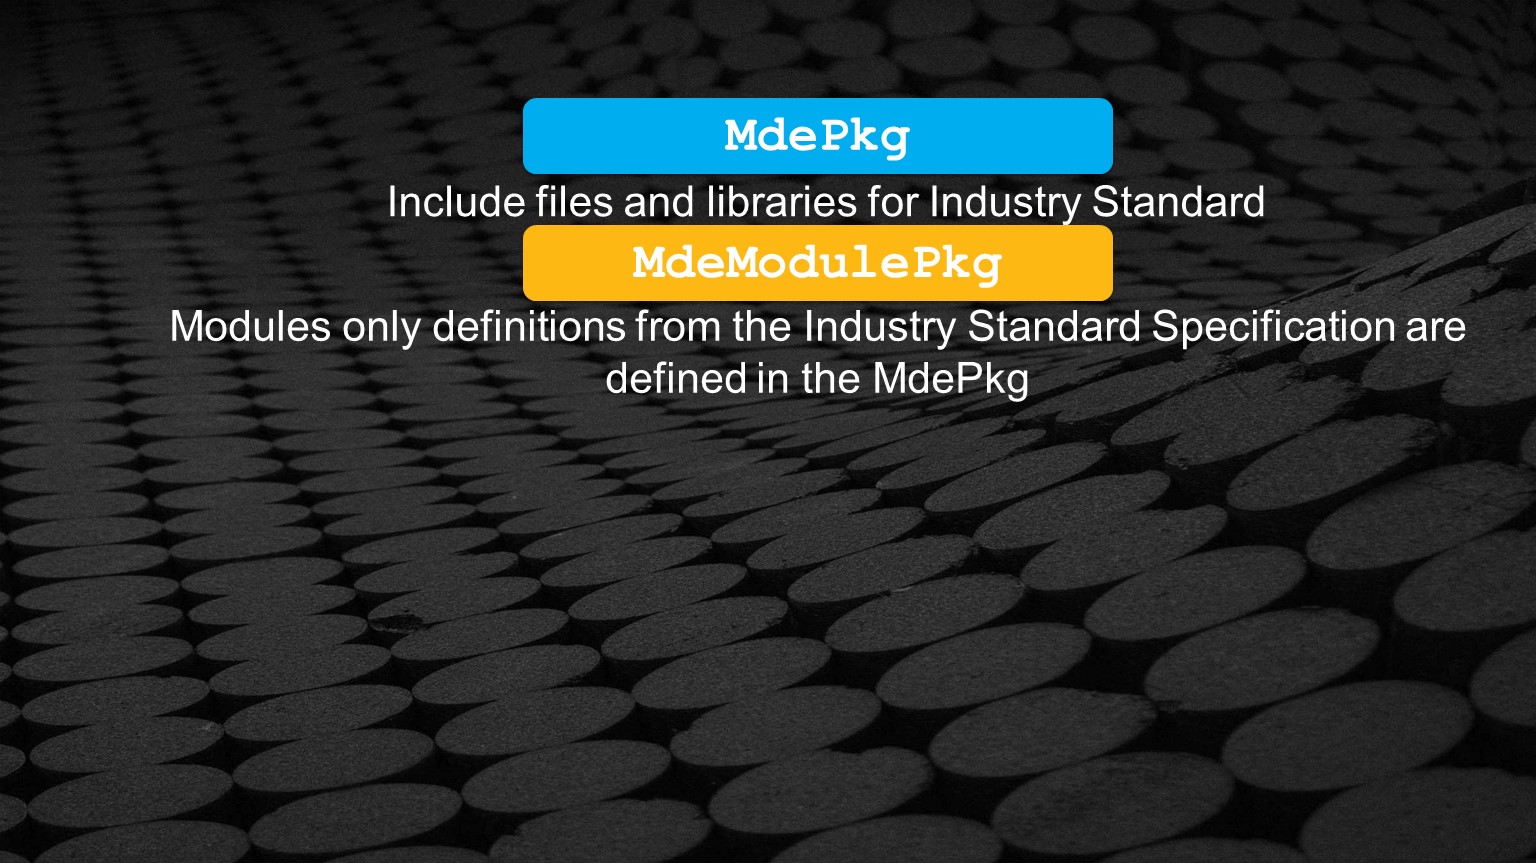 MdePkg
Include files and libraries for Industry Standard
MdeModulePkg
Modules only definitions from the Industry Standard Specification are
defined in the MdePkg